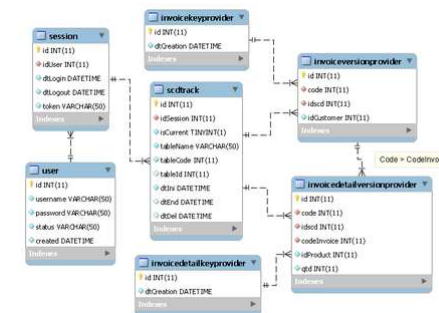 session
id INT(11)
idUser INT(11)
dtLogin DATETIME
dtLogout DATETIME
token VARCHAR(50)
Indexes
user
id INT(11)
username VARCHAR(50)
password VARCHAR(50)
status VARCHAR(50)
created DATETIME
Indexes
invoicekeyprovider
id INT(11)
dtCreation DATETIME
Indexes
scdtrack
id INT(11)
idSession INT(11)
isCurrent TINYINT(1)
tableName VARCHAR(50)
tableCode INT(11)
tableId INT(11)
dtIni DATETIME
dtEnd DATETIME
dtDel DATETIME
Indexes
invoicedetailkeyprovider
id INT(11)
dtCreation DATETIME
Indexes
invoiceversionprovider
id INT(11)
code INT(11)
idscd INT(11)
idCustomer INT(11)
Indexes
Code > CodeInvo
invoicedetailversionprovider
id INT(11)
code INT(11)
idscd INT(11)
codeInvoice INT(11)
idProduct INT(11)
qtd INT(11)
Indexes